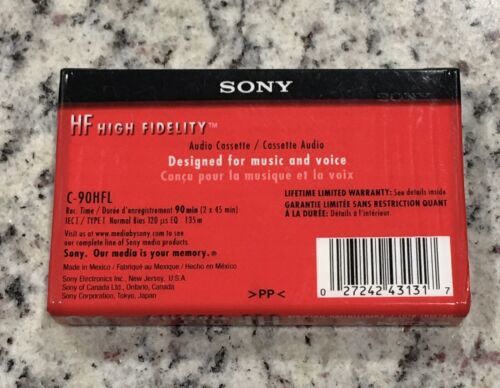 SONY
HF HIGH FIDELITY™
Audio Cassette / Cassette Audio
Designed for music and voice
Conçu pour la musique et la voix
C-90HFL
Rec. Time / Durée d'enregistrement 90 min (2 x 45 min)
IEC I / TYPE I Normal Bias 120 µs EQ 135 m
Visit www.mediabysony.com to see
our complete line of Sony media products.
Sony. Our media is your memory.®
Made in Mexico / Fabriqué au Mexique / Hecho en México
Sony Electronics Inc., New Jersey, U.S.A.
Sony of Canada Ltd., Ontario, Canada
Sony Corporation, Tokyo, Japan
>PP<
LIFETIME LIMITED WARRANTY: See details inside
GARANTIE LIMITÉE SANS RESTRICTION QUANT
À LA DURÉE: Détails à l'intérieur.
0 27242 43131 7
SONY